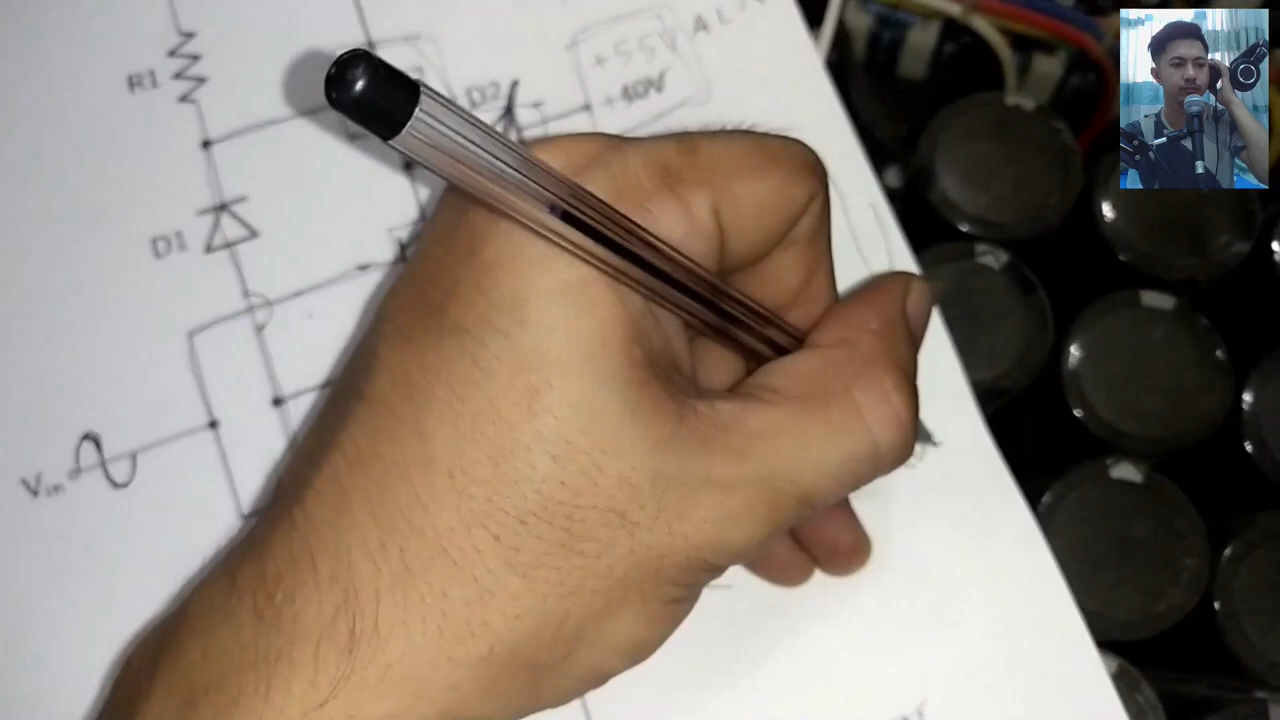 R1
D2
+55V
+40V
D1
Vin